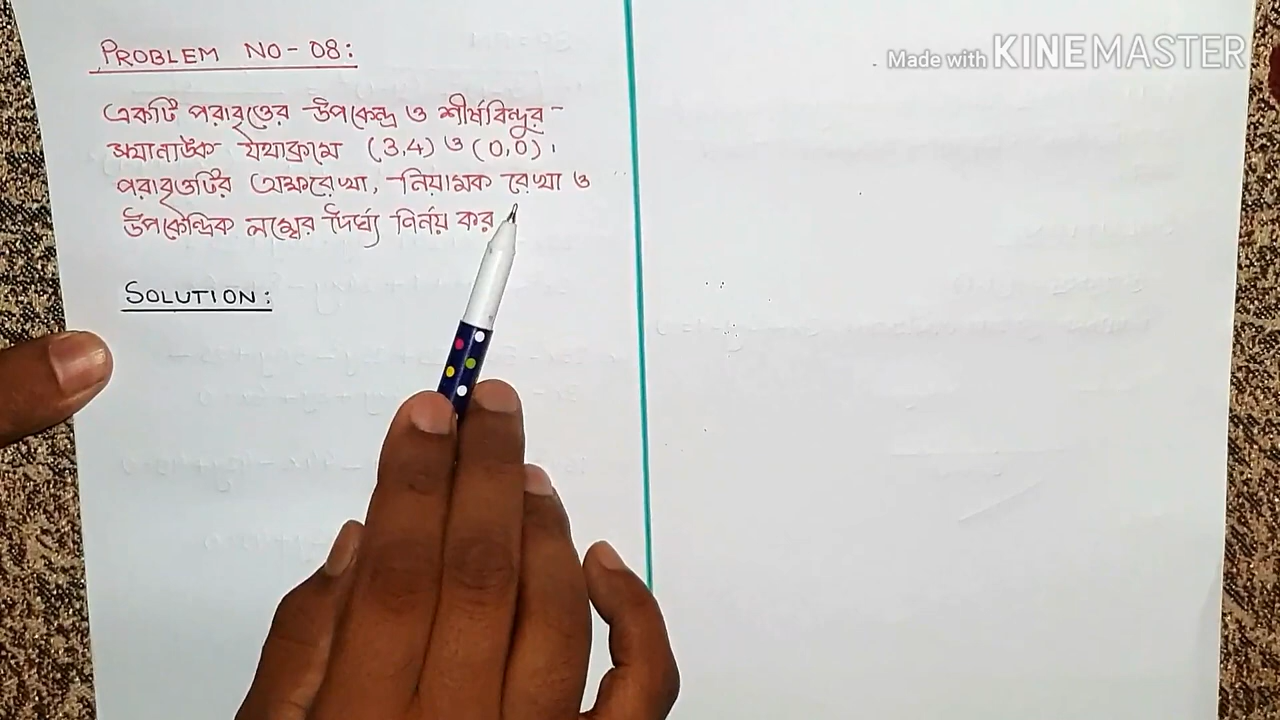 PROBLEM NO - 08:
একটি পরাবৃত্তের উপকেন্দ্র ও শীর্ষবিন্দুর -
স্থানাঙ্ক যথাক্রমে (3,4) ও (0,0)।
পরাবৃত্তটির অক্ষরেখা, নিয়ামক রেখা ও
উপকেন্দ্রিক লম্বের দৈর্ঘ্য নির্নয় কর
SOLUTION:
Made with KINEMASTER